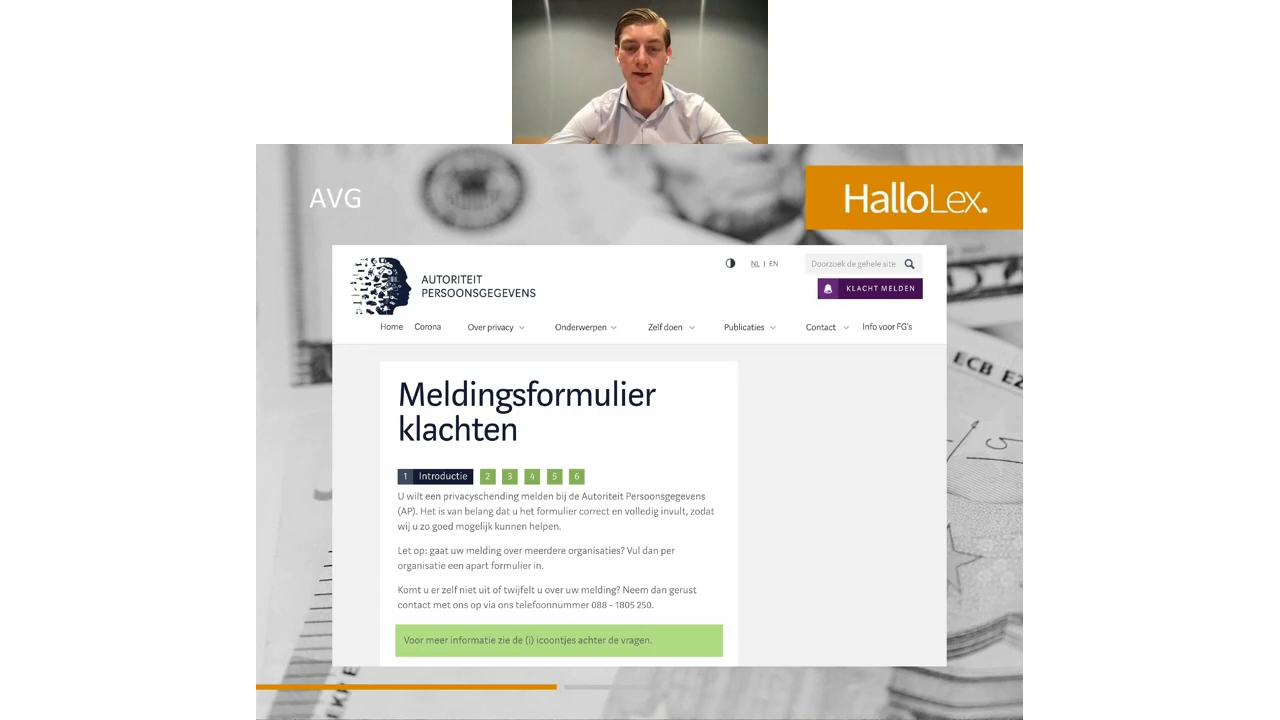 AVG
HalloLex.
AUTORITEIT
PERSOONSGEGEVENS
NL | EN
Doorzoek de gehele site
KLACHT MELDEN
Home Corona Over privacy Onderwerpen Zelf doen Publicaties Contact Info voor FG's
Meldingsformulier
klachten
1 Introductie 2 3 4 5 6
U wilt een privacyschending melden bij de Autoriteit Persoonsgegevens
(AP). Het is van belang dat u het formulier correct en volledig invult, zodat
wij u zo goed mogelijk kunnen helpen.
Let op: gaat uw melding over meerdere organisaties? Vul dan per
organisatie een apart formulier in.
Komt u er zelf niet uit of twijfelt u over uw melding? Neem dan gerust
contact met ons op via ons telefoonnummer 088 - 1805 250.
Voor meer informatie zie de (i) icoontjes achter de vragen.
ECB